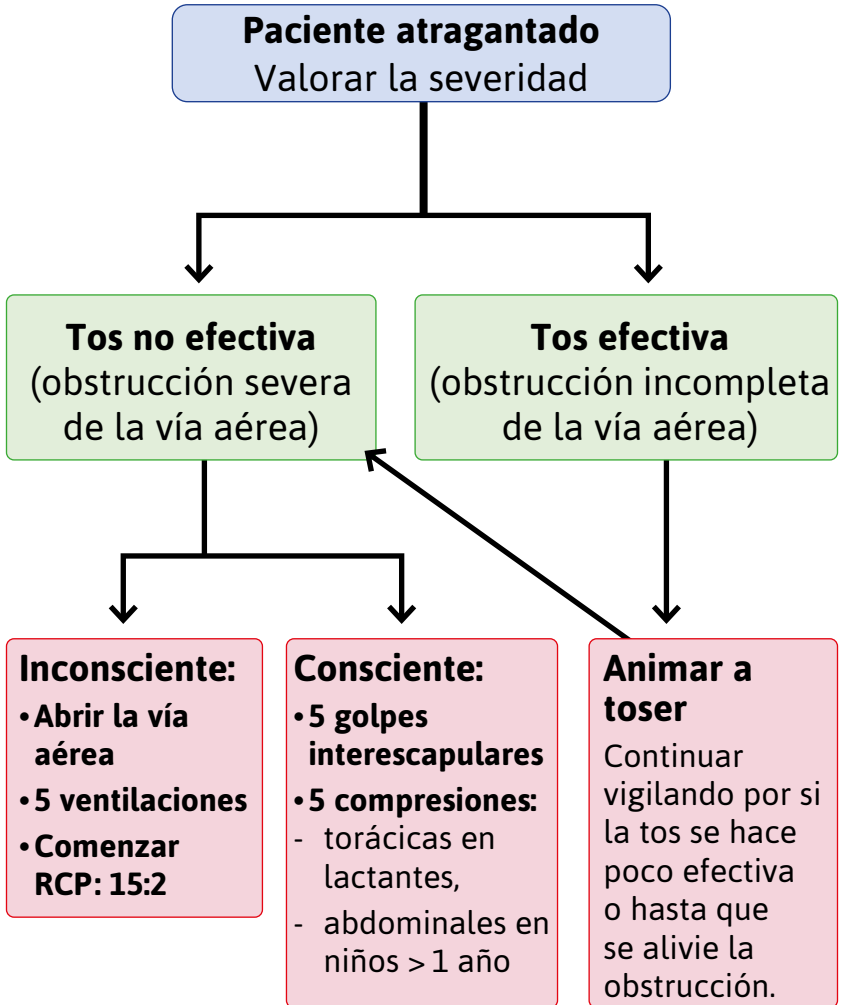 Paciente atragantado
Valorar la severidad
Tos no efectiva
(obstrucción severa
de la vía aérea)
Tos efectiva
(obstrucción incompleta
de la vía aérea)
Inconsciente:
• Abrir la vía
aérea
• 5 ventilaciones
• Comenzar
RCP: 15:2
Consciente:
• 5 golpes
interescapulares
• 5 compresiones:
- torácicas en
lactantes,
- abdominales en
niños > 1 año
Animar a
toser
Continuar
vigilando por si
la tos se hace
poco efectiva
o hasta que
se alivie la
obstrucción.